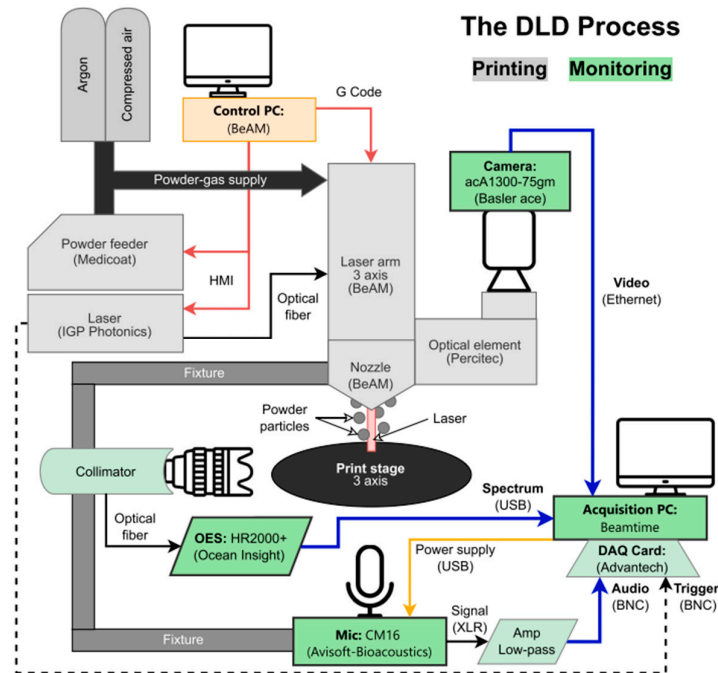 The DLD Process
Printing
Monitoring
Argon
Compressed air
G Code
Control PC:
(BeAM)
Camera:
acA1300-75gm
(Basler ace)
Powder-gas supply
Powder feeder
(Medicoat)
HMI
Laser arm
3 axis
(BeAM)
Optical
fiber
Video
(Ethernet)
Laser
(IGP Photonics)
Optical element
(Percitec)
Fixture
Nozzle
(BeAM)
Powder
particles
Laser
Print stage
3 axis
Collimator
Optical
fiber
OES: HR2000+
(Ocean Insight)
Spectrum
(USB)
Acquisition PC:
Beamtime
Power supply
(USB)
DAQ Card:
(Advantech)
Audio
(BNC)
Trigger
(BNC)
Signal
(XLR)
Fixture
Mic: CM16
(Avisoft-Bioacoustics)
Amp
Low-pass